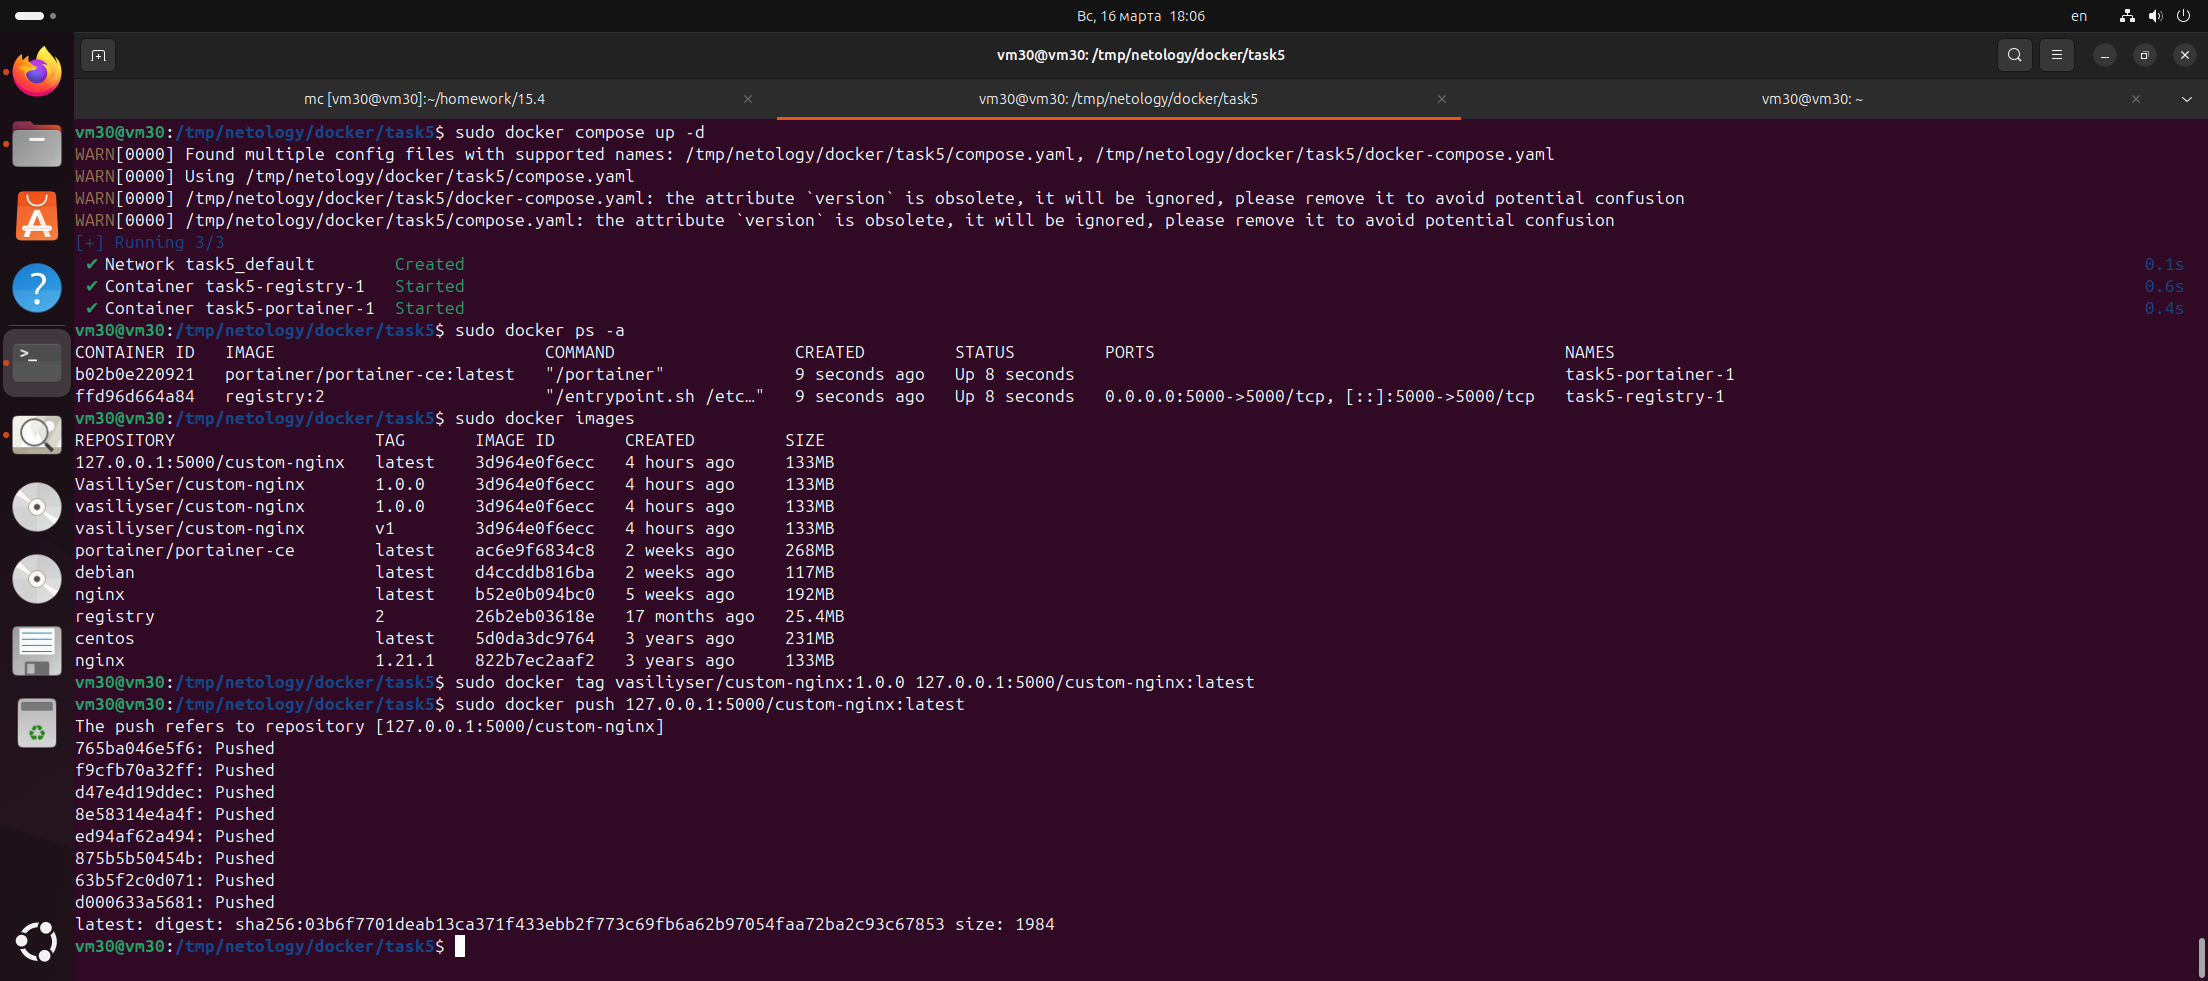 Вс, 16 марта 18:06
en
vm30@vm30: /tmp/netology/docker/task5
mc [vm30@vm30]:~/homework/15.4
vm30@vm30: /tmp/netology/docker/task5
vm30@vm30: ~
vm30@vm30:/tmp/netology/docker/task5$ sudo docker compose up -d
WARN[0000] Found multiple config files with supported names: /tmp/netology/docker/task5/compose.yaml, /tmp/netology/docker/task5/docker-compose.yaml
WARN[0000] Using /tmp/netology/docker/task5/compose.yaml
WARN[0000] /tmp/netology/docker/task5/docker-compose.yaml: the attribute `version` is obsolete, it will be ignored, please remove it to avoid potential confusion
WARN[0000] /tmp/netology/docker/task5/compose.yaml: the attribute `version` is obsolete, it will be ignored, please remove it to avoid potential confusion
[+] Running 3/3
✔ Network task5_default Created 0.1s
✔ Container task5-registry-1 Started 0.6s
✔ Container task5-portainer-1 Started 0.4s
vm30@vm30:/tmp/netology/docker/task5$ sudo docker ps -a
CONTAINER ID IMAGE COMMAND CREATED STATUS PORTS NAMES
b02b0e220921 portainer/portainer-ce:latest "/portainer" 9 seconds ago Up 8 seconds task5-portainer-1
ffd96d664a84 registry:2 "/entrypoint.sh /etc…" 9 seconds ago Up 8 seconds 0.0.0.0:5000->5000/tcp, [::]:5000->5000/tcp task5-registry-1
vm30@vm30:/tmp/netology/docker/task5$ sudo docker images
REPOSITORY TAG IMAGE ID CREATED SIZE
127.0.0.1:5000/custom-nginx latest 3d964e0f6ecc 4 hours ago 133MB
VasiliySer/custom-nginx 1.0.0 3d964e0f6ecc 4 hours ago 133MB
vasiliyser/custom-nginx 1.0.0 3d964e0f6ecc 4 hours ago 133MB
vasiliyser/custom-nginx v1 3d964e0f6ecc 4 hours ago 133MB
portainer/portainer-ce latest ac6e9f6834c8 2 weeks ago 268MB
debian latest d4ccddb816ba 2 weeks ago 117MB
nginx latest b52e0b094bc0 5 weeks ago 192MB
registry 2 26b2eb03618e 17 months ago 25.4MB
centos latest 5d0da3dc9764 3 years ago 231MB
nginx 1.21.1 822b7ec2aaf2 3 years ago 133MB
vm30@vm30:/tmp/netology/docker/task5$ sudo docker tag vasiliyser/custom-nginx:1.0.0 127.0.0.1:5000/custom-nginx:latest
vm30@vm30:/tmp/netology/docker/task5$ sudo docker push 127.0.0.1:5000/custom-nginx:latest
The push refers to repository [127.0.0.1:5000/custom-nginx]
765ba046e5f6: Pushed
f9cfb70a32ff: Pushed
d47e4d19ddec: Pushed
8e58314e4a4f: Pushed
ed94af62a494: Pushed
875b5b50454b: Pushed
63b5f2c0d071: Pushed
d000633a5681: Pushed
latest: digest: sha256:03b6f7701deab13ca371f433ebb2f773c69fb6a62b97054faa72ba2c93c67853 size: 1984
vm30@vm30:/tmp/netology/docker/task5$